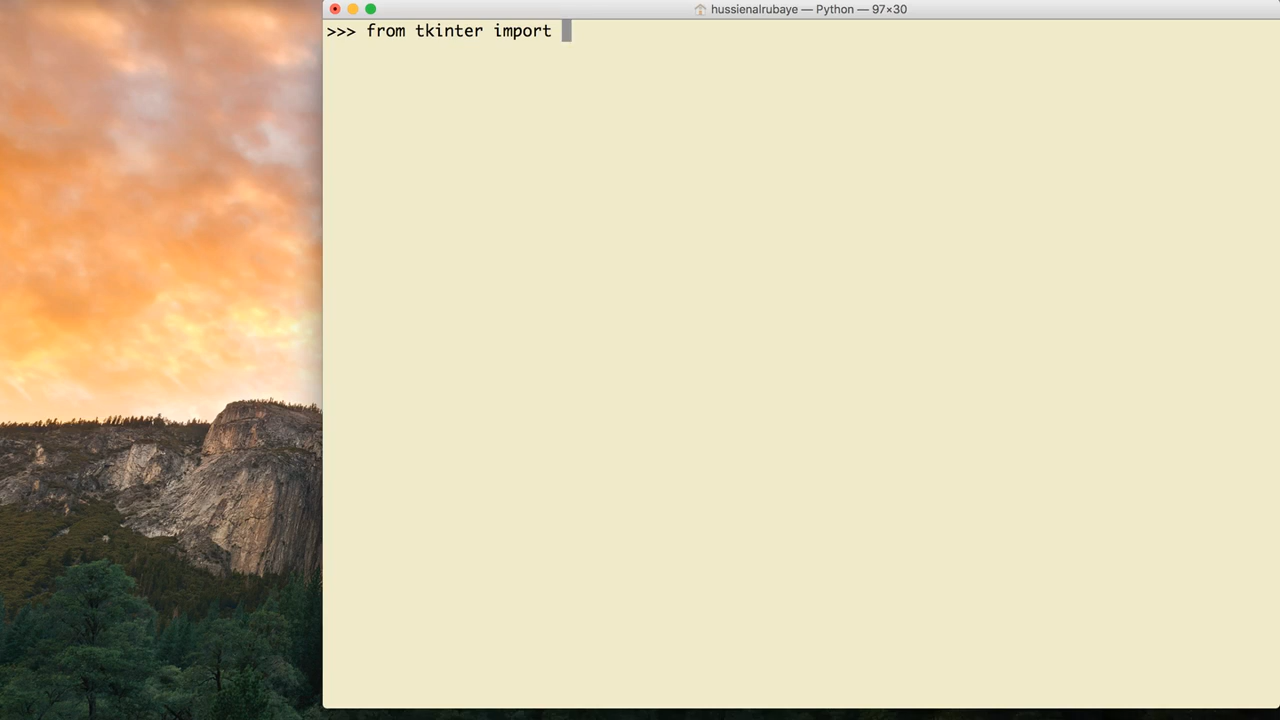 hussienalrubaye — Python — 97×30
>>> from tkinter import